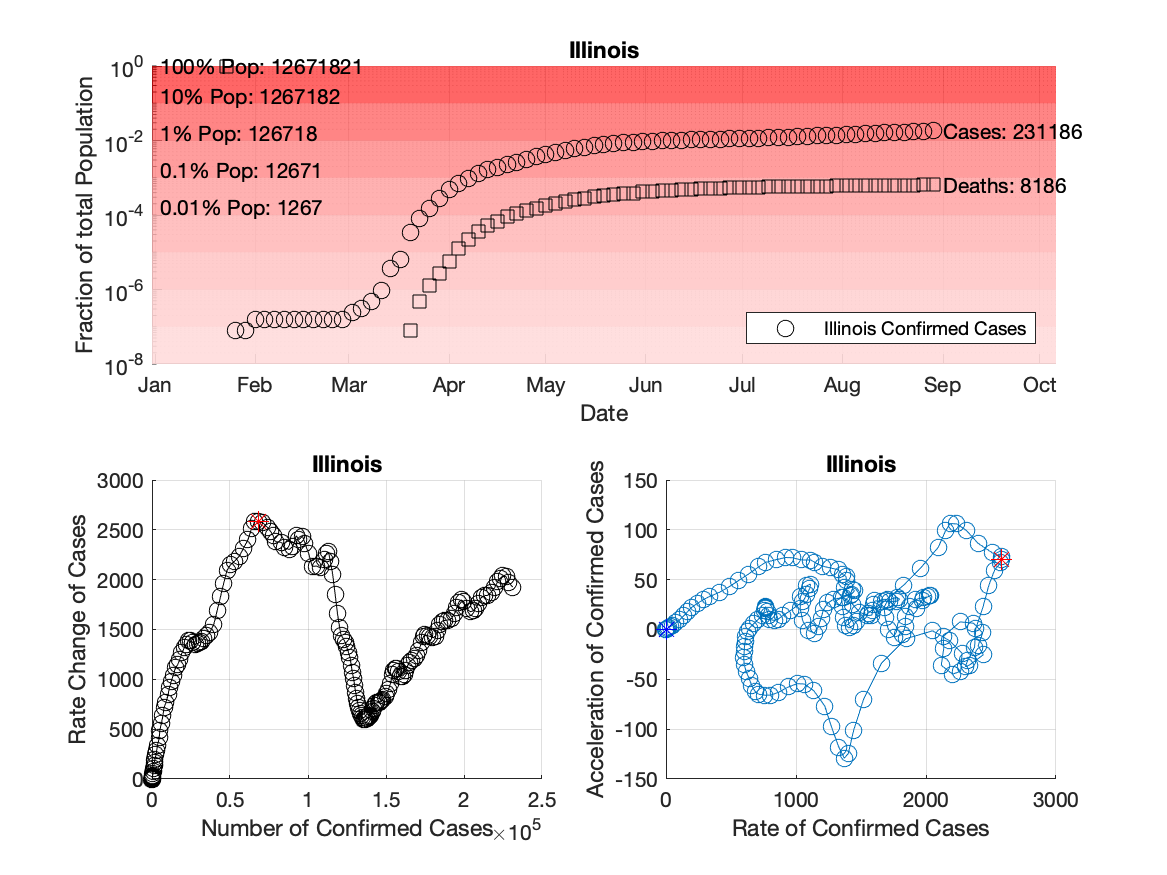 Illinois
Fraction of total Population
10^0
10^-2
10^-4
10^-6
10^-8
100% Pop: 12671821
10% Pop: 1267182
1% Pop: 126718
0.1% Pop: 12671
0.01% Pop: 1267
Cases: 231186
Deaths: 8186
Illinois Confirmed Cases
Jan Feb Mar Apr May Jun Jul Aug Sep Oct
Date
Illinois
Rate Change of Cases
3000
2500
2000
1500
1000
500
0
0 0.5 1 1.5 2 2.5
Number of Confirmed Cases ×10^5
Illinois
Acceleration of Confirmed Cases
150
100
50
0
-50
-100
-150
0 1000 2000 3000
Rate of Confirmed Cases